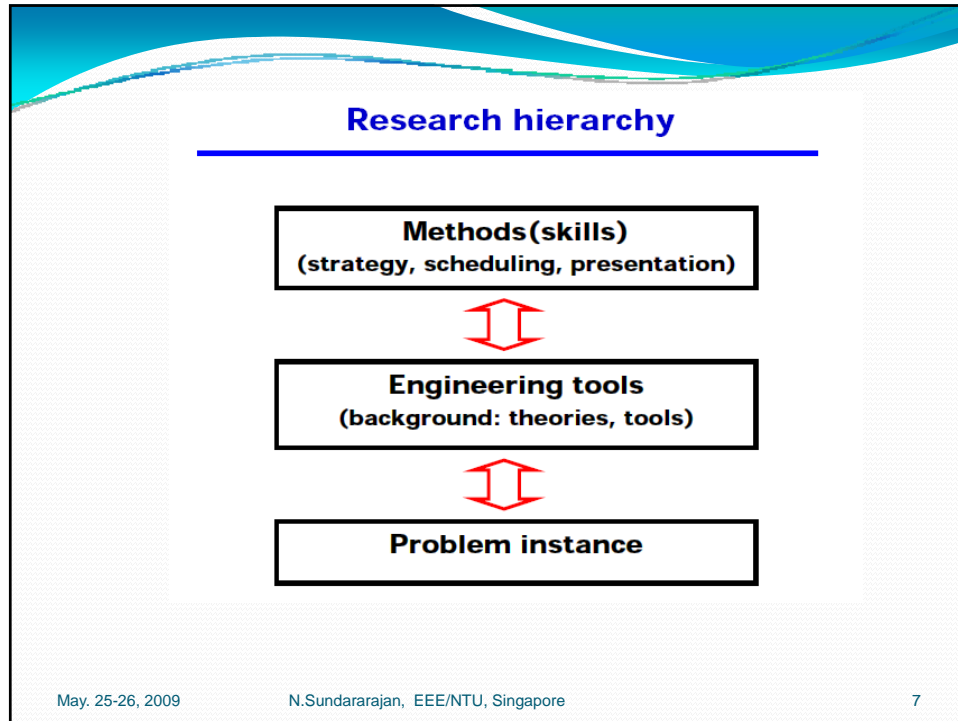 Research hierarchy
Methods(skills)
(strategy, scheduling, presentation)
Engineering tools
(background: theories, tools)
Problem instance
May. 25-26, 2009 N.Sundararajan, EEE/NTU, Singapore 7